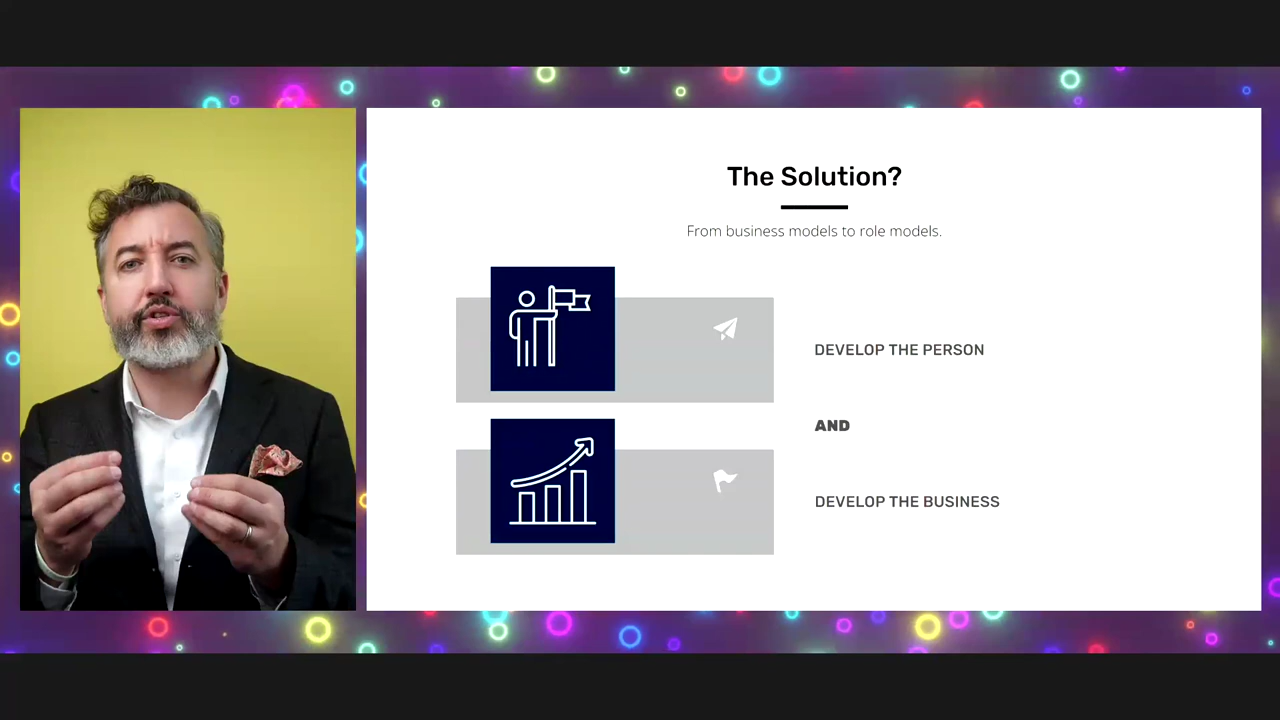 The Solution?
From business models to role models.
DEVELOP THE PERSON
AND
DEVELOP THE BUSINESS